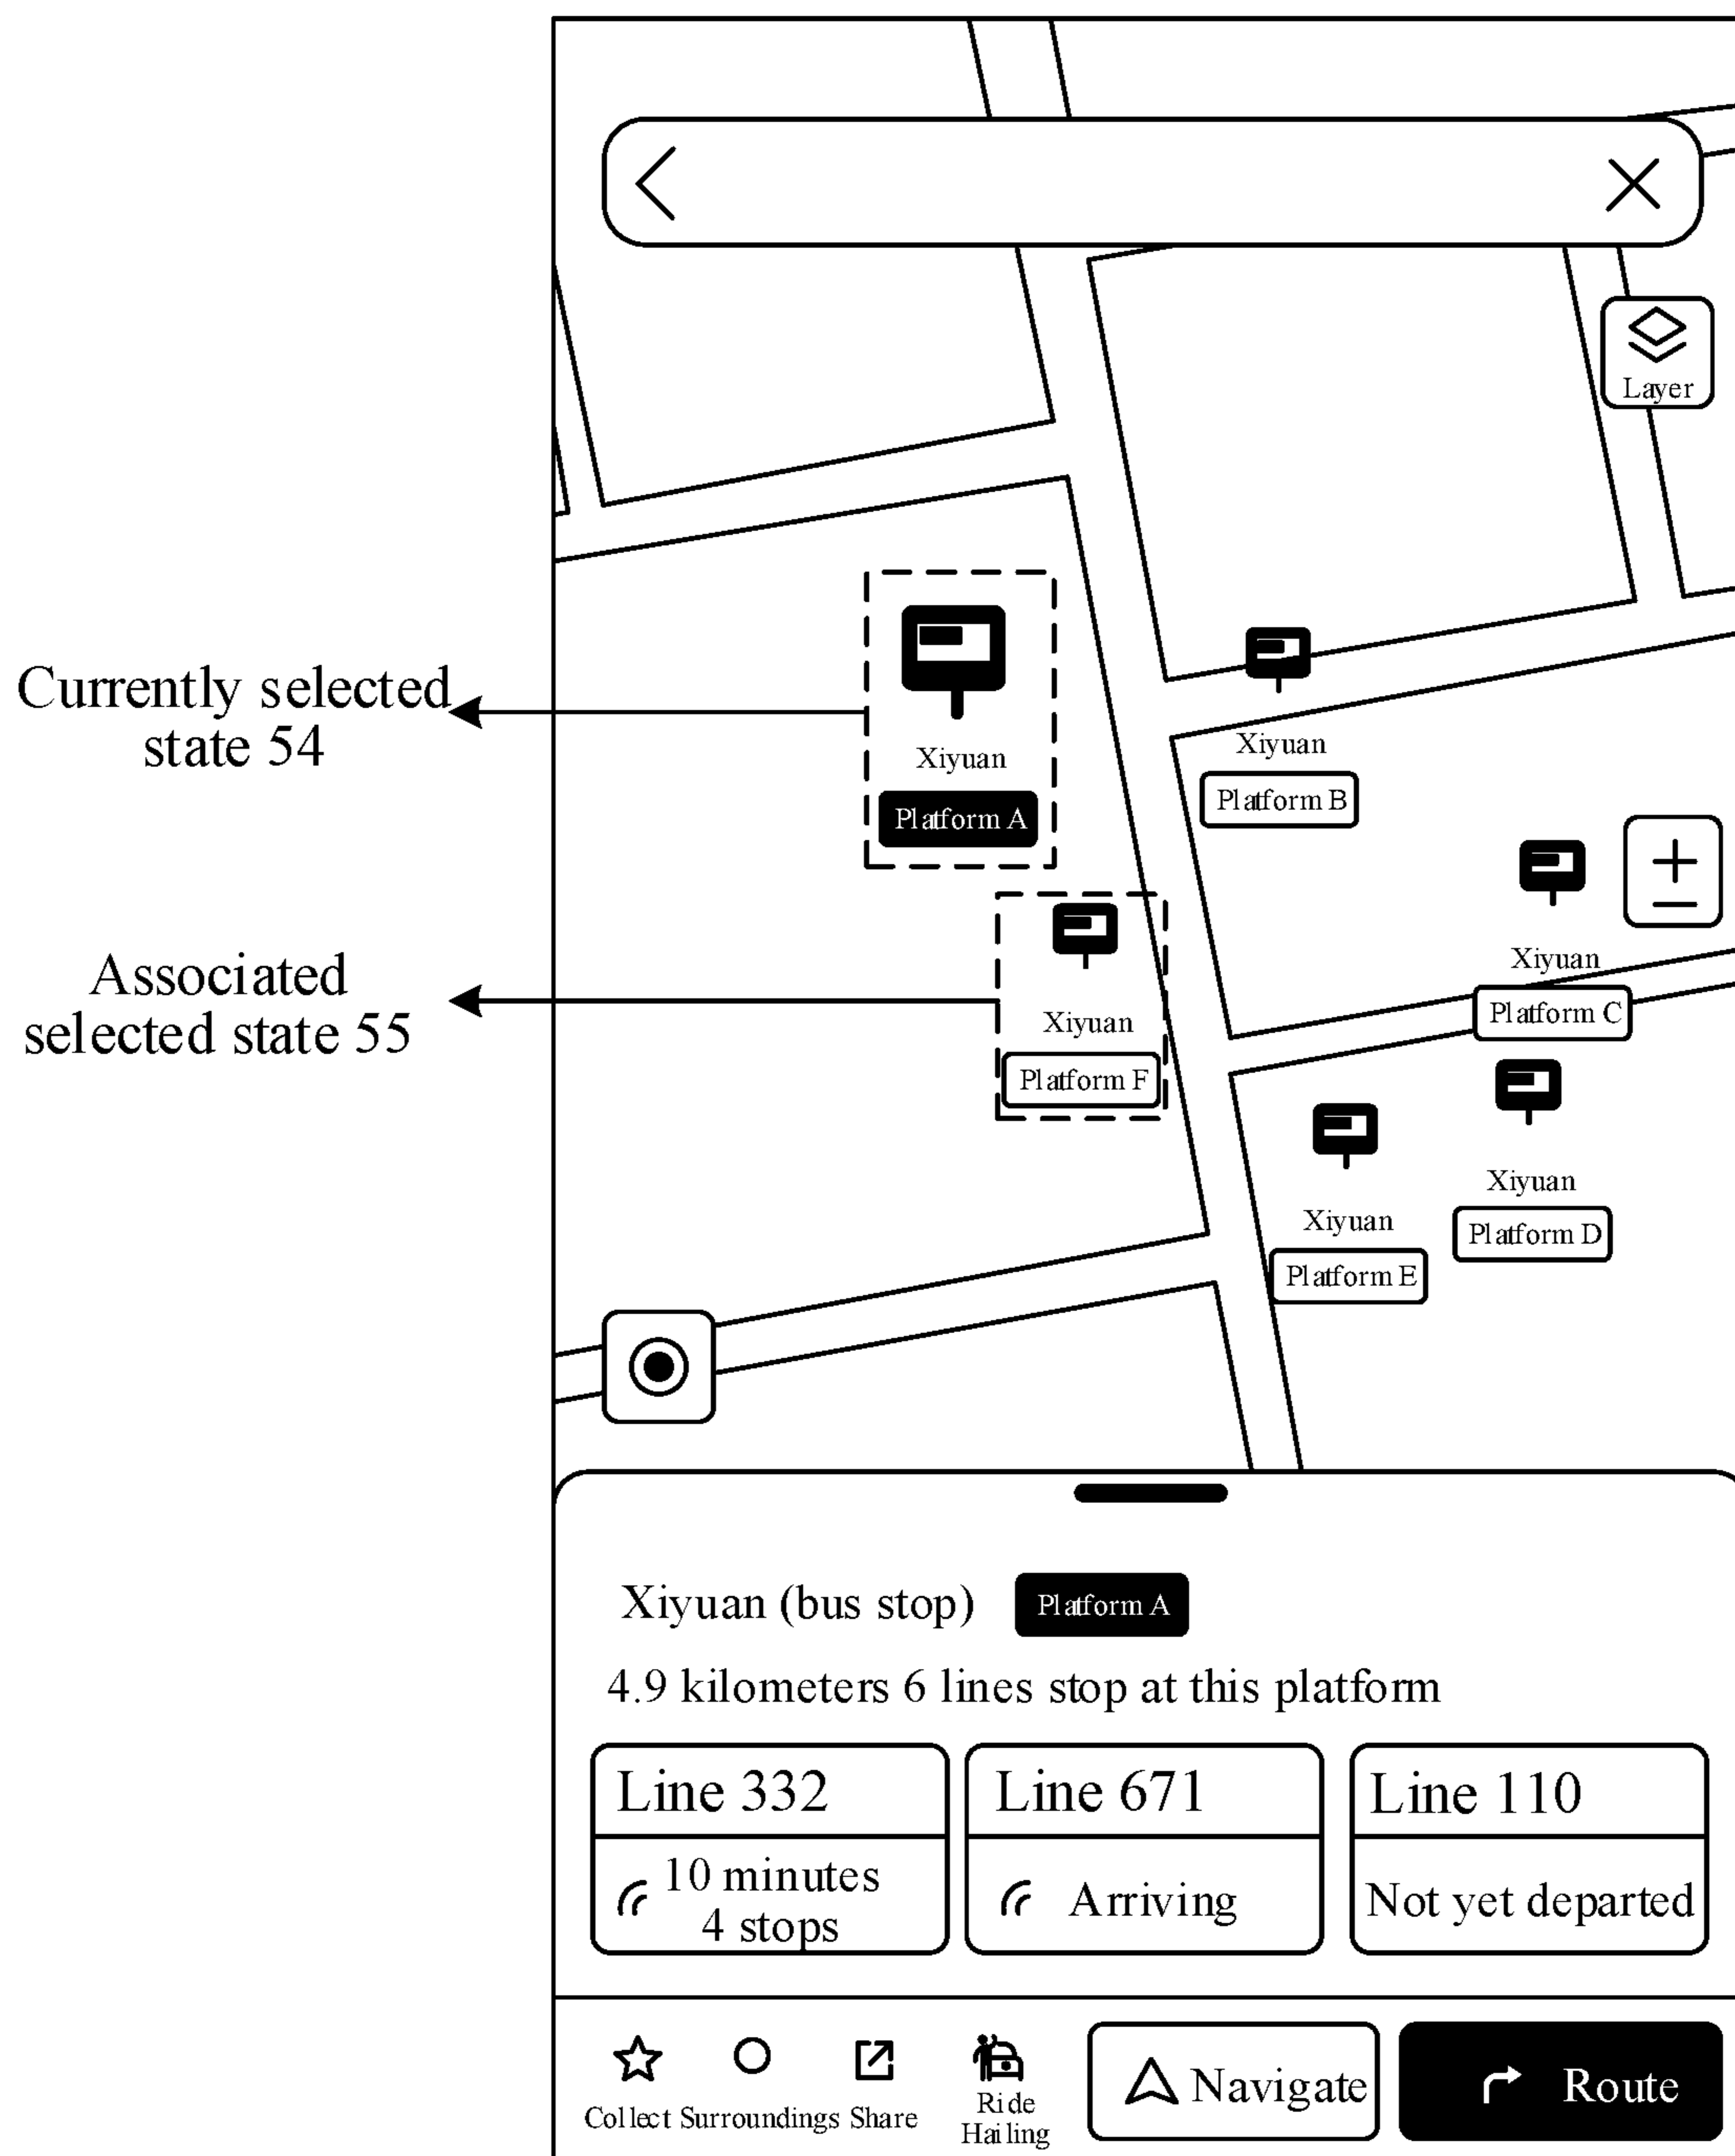 Layer
Currently selected
state 54
Xiyuan
Platform A
Xiyuan
Platform B
Associated
selected state 55
Xiyuan
Platform F
Xiyuan
Platform C
Xiyuan
Platform D
Xiyuan
Platform E
Xiyuan (bus stop) Platform A
4.9 kilometers 6 lines stop at this platform
Line 332
10 minutes
4 stops
Line 671
Arriving
Line 110
Not yet departed
Collect
Surroundings
Share
Ride
Hailing
Navigate
Route